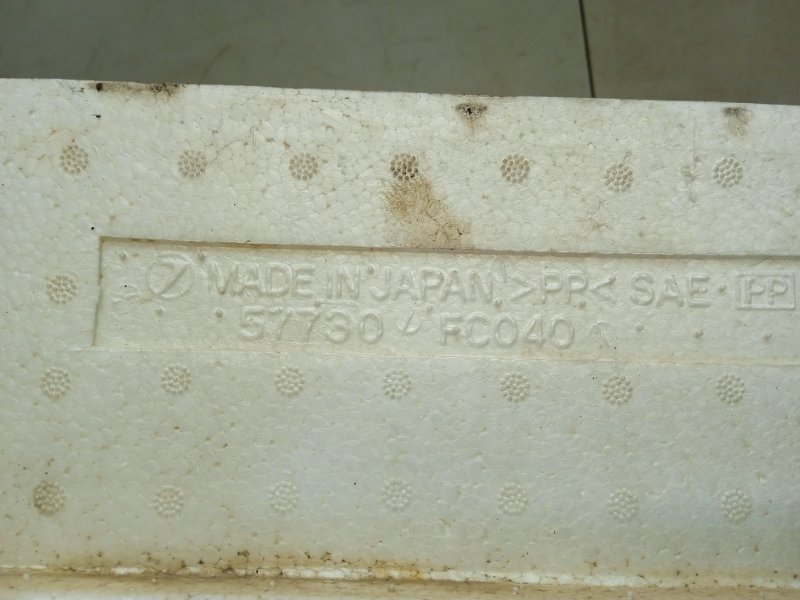 MADE IN JAPAN >PP< SAE · PP
57730 FC040